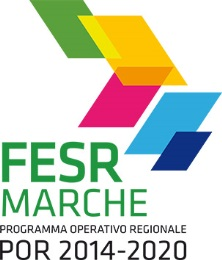 FESR
MARCHE
PROGRAMMA OPERATIVO REGIONALE
POR 2014-2020